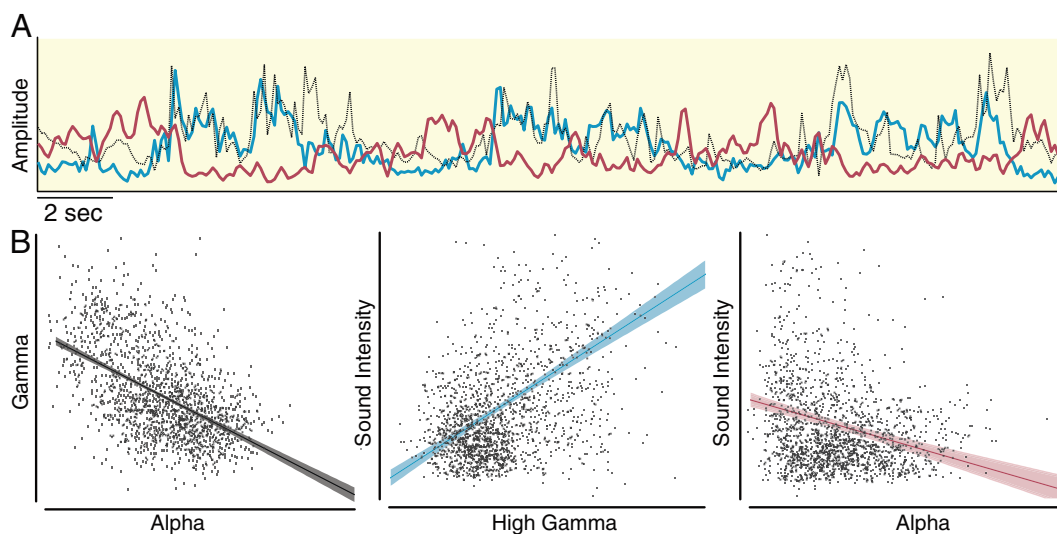 A
Amplitude
2 sec
B
Gamma
Alpha
Sound Intensity
High Gamma
Sound Intensity
Alpha